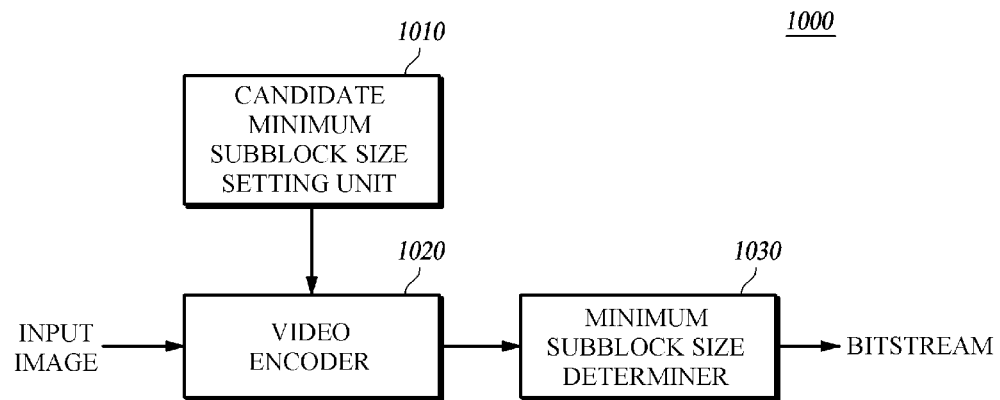 1000
1010
CANDIDATE
MINIMUM
SUBBLOCK SIZE
SETTING UNIT
1020
1030
INPUT
IMAGE
VIDEO
ENCODER
MINIMUM
SUBBLOCK SIZE
DETERMINER
BITSTREAM